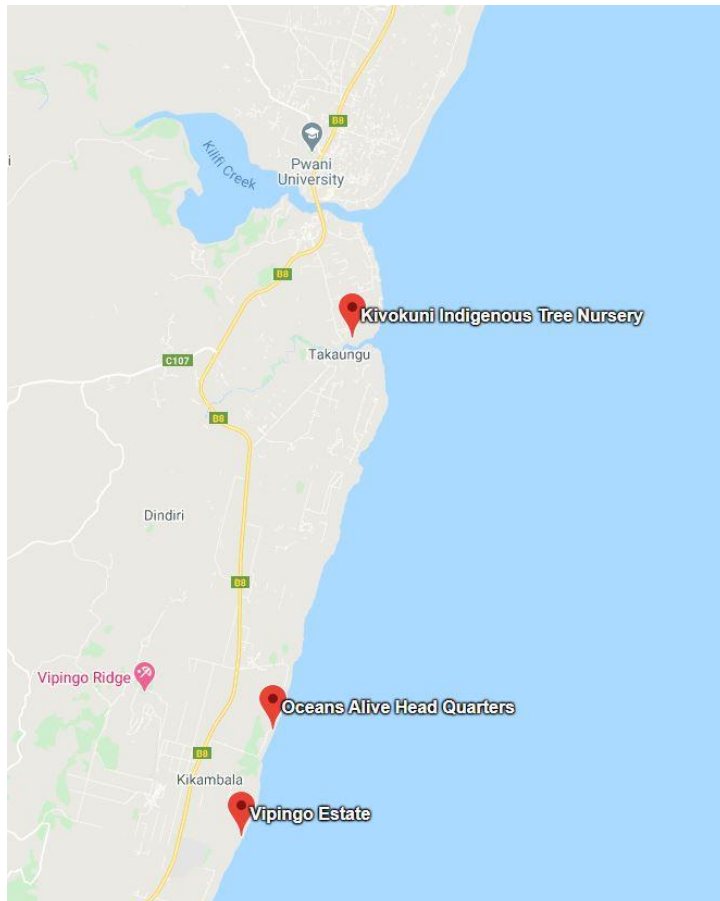 B8
i
Kilifi Creek
Pwani
University
B8
Kivokuni Indigenous Tree Nursery
Takaungu
C107
B8
Dindiri
B8
Vipingo Ridge
Oceans Alive Head Quarters
B8
Kikambala
Vipingo Estate